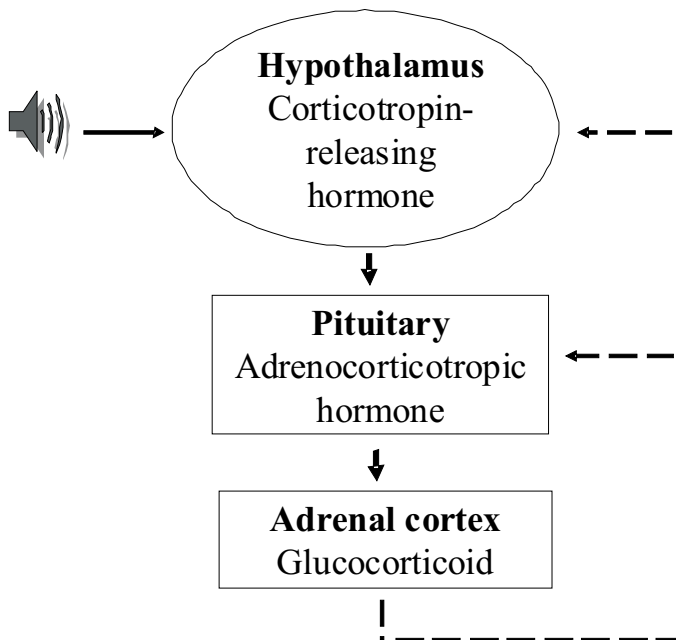 Hypothalamus
Corticotropin-
releasing
hormone
Pituitary
Adrenocorticotropic
hormone
Adrenal cortex
Glucocorticoid